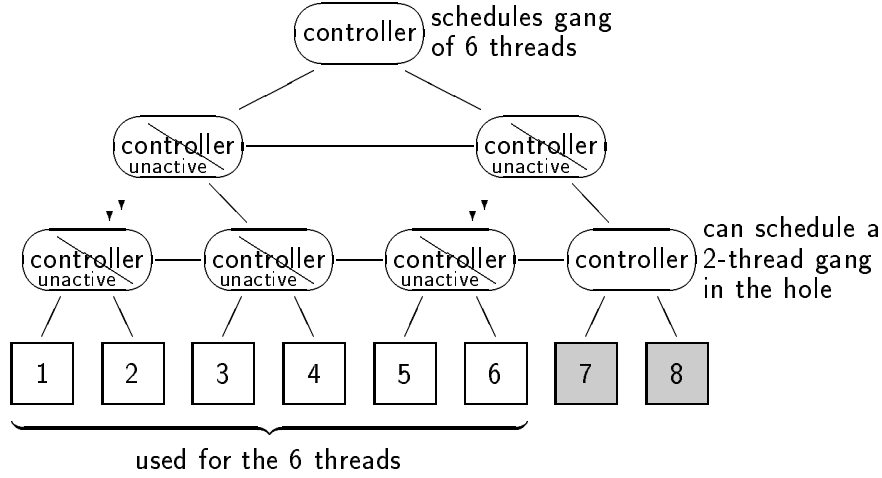 controller
schedules gang
of 6 threads
controller
unactive
controller
unactive
controller
unactive
controller
unactive
controller
unactive
controller
can schedule a
2-thread gang
in the hole
1 2 3 4 5 6 7 8
used for the 6 threads